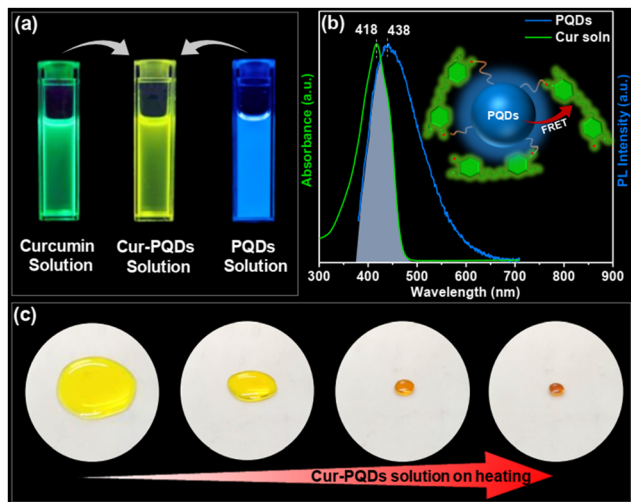 (a)
Curcumin
Solution
Cur-PQDs
Solution
PQDs
Solution
(b)
418
438
PQDs
Cur soln
PQDs
FRET
Absorbance (a.u.)
PL Intensity (a.u.)
300 400 500 600 700 800 900
Wavelength (nm)
(c)
Cur-PQDs solution on heating